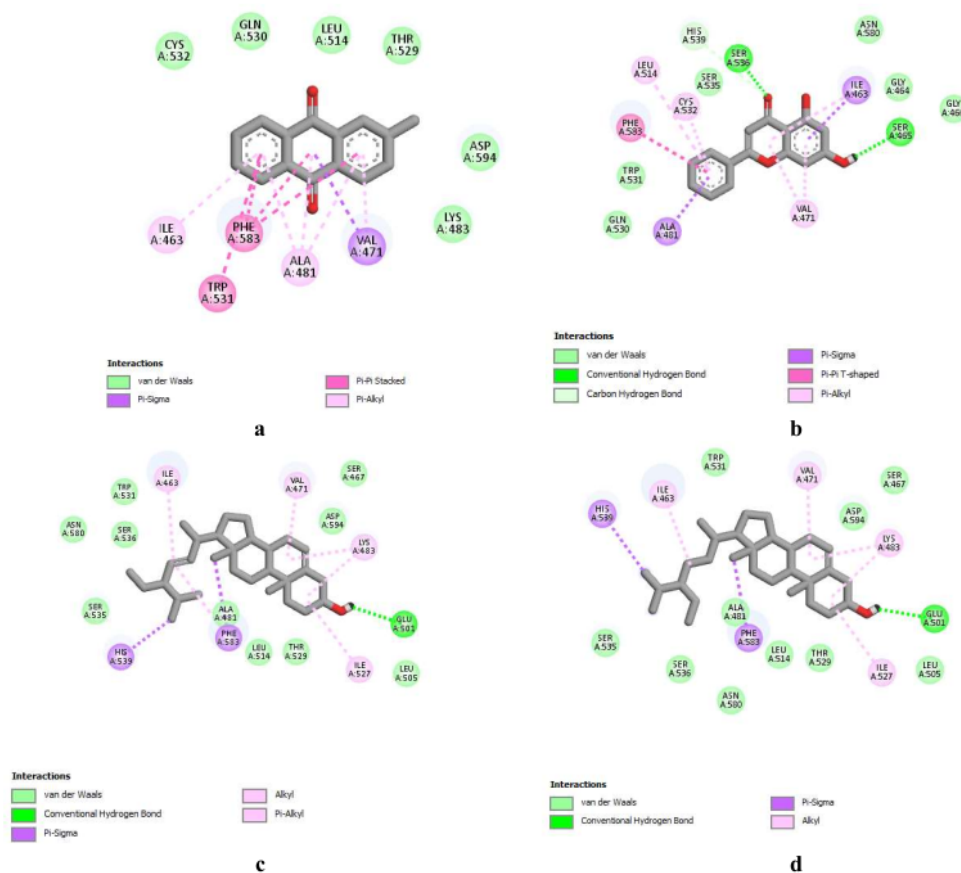 CYS
A:532
GLN
A:530
LEU
A:514
THR
A:529
ASP
A:594
LYS
A:483
VAL
A:471
ALA
A:481
PHE
A:583
ILE
A:463
TRP
A:531
Interactions
van der Waals
Pi-Sigma
Pi-Pi Stacked
Pi-Alkyl
a
HIS
A:539
SER
A:536
ASN
A:580
LEU
A:514
SER
A:535
CYS
A:532
ILE
A:463
GLY
A:464
GLY
PHE
A:583
SER
A:465
TRP
A:531
VAL
A:471
GLN
A:530
ALA
A:481
Interactions
van der Waals
Conventional Hydrogen Bond
Carbon Hydrogen Bond
Pi-Sigma
Pi-Pi T-shaped
Pi-Alkyl
b
ILE
A:463
TRP
A:531
VAL
A:471
SER
A:467
ASN
A:580
SER
A:536
ASP
A:594
LYS
A:483
SER
A:535
ALA
A:481
PHE
A:583
GLU
A:501
HIS
A:539
LEU
A:514
THR
A:529
ILE
A:527
LEU
A:505
Interactions
van der Waals
Conventional Hydrogen Bond
Pi-Sigma
Alkyl
Pi-Alkyl
c
TRP
A:531
VAL
A:471
SER
A:467
ILE
A:463
HIS
A:539
ASP
A:594
LYS
A:483
ALA
A:481
PHE
A:583
GLU
A:501
SER
A:535
SER
A:536
LEU
A:514
THR
A:529
LEU
A:505
ILE
A:527
ASN
A:580
Interactions
van der Waals
Conventional Hydrogen Bond
Pi-Sigma
Alkyl
d